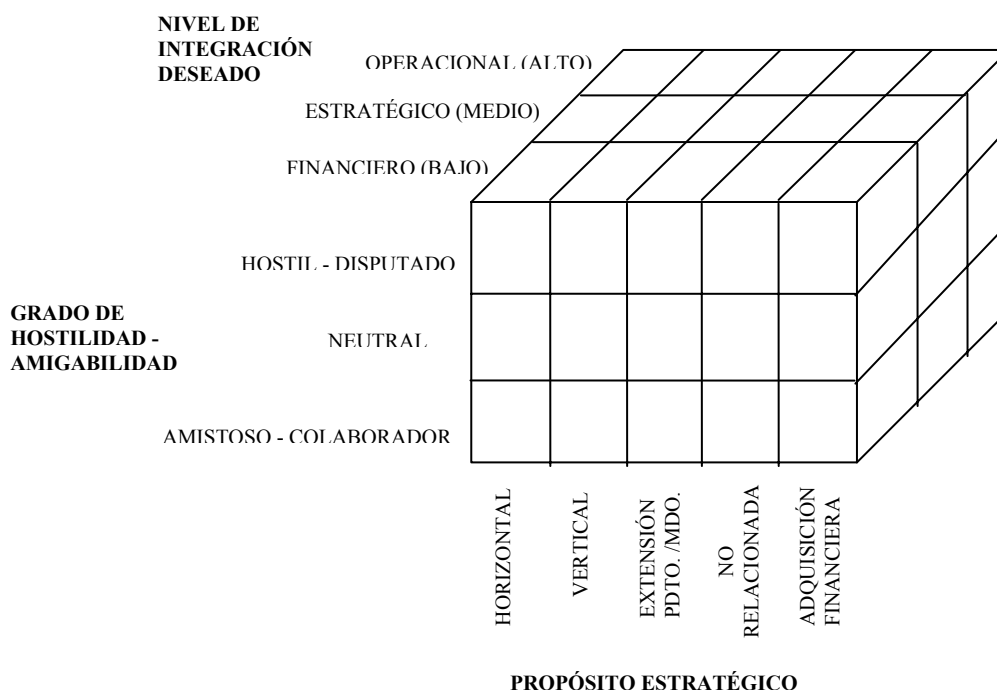 NIVEL DE
INTEGRACIÓN
DESEADO
OPERACIONAL (ALTO)
ESTRATÉGICO (MEDIO)
FINANCIERO (BAJO)
HOSTIL - DISPUTADO
GRADO DE
HOSTILIDAD -
AMIGABILIDAD
NEUTRAL
AMISTOSO - COLABORADOR
HORIZONTAL
VERTICAL
EXTENSIÓN
PDTO. /MDO.
NO
RELACIONADA
ADQUISICIÓN
FINANCIERA
PROPÓSITO ESTRATÉGICO